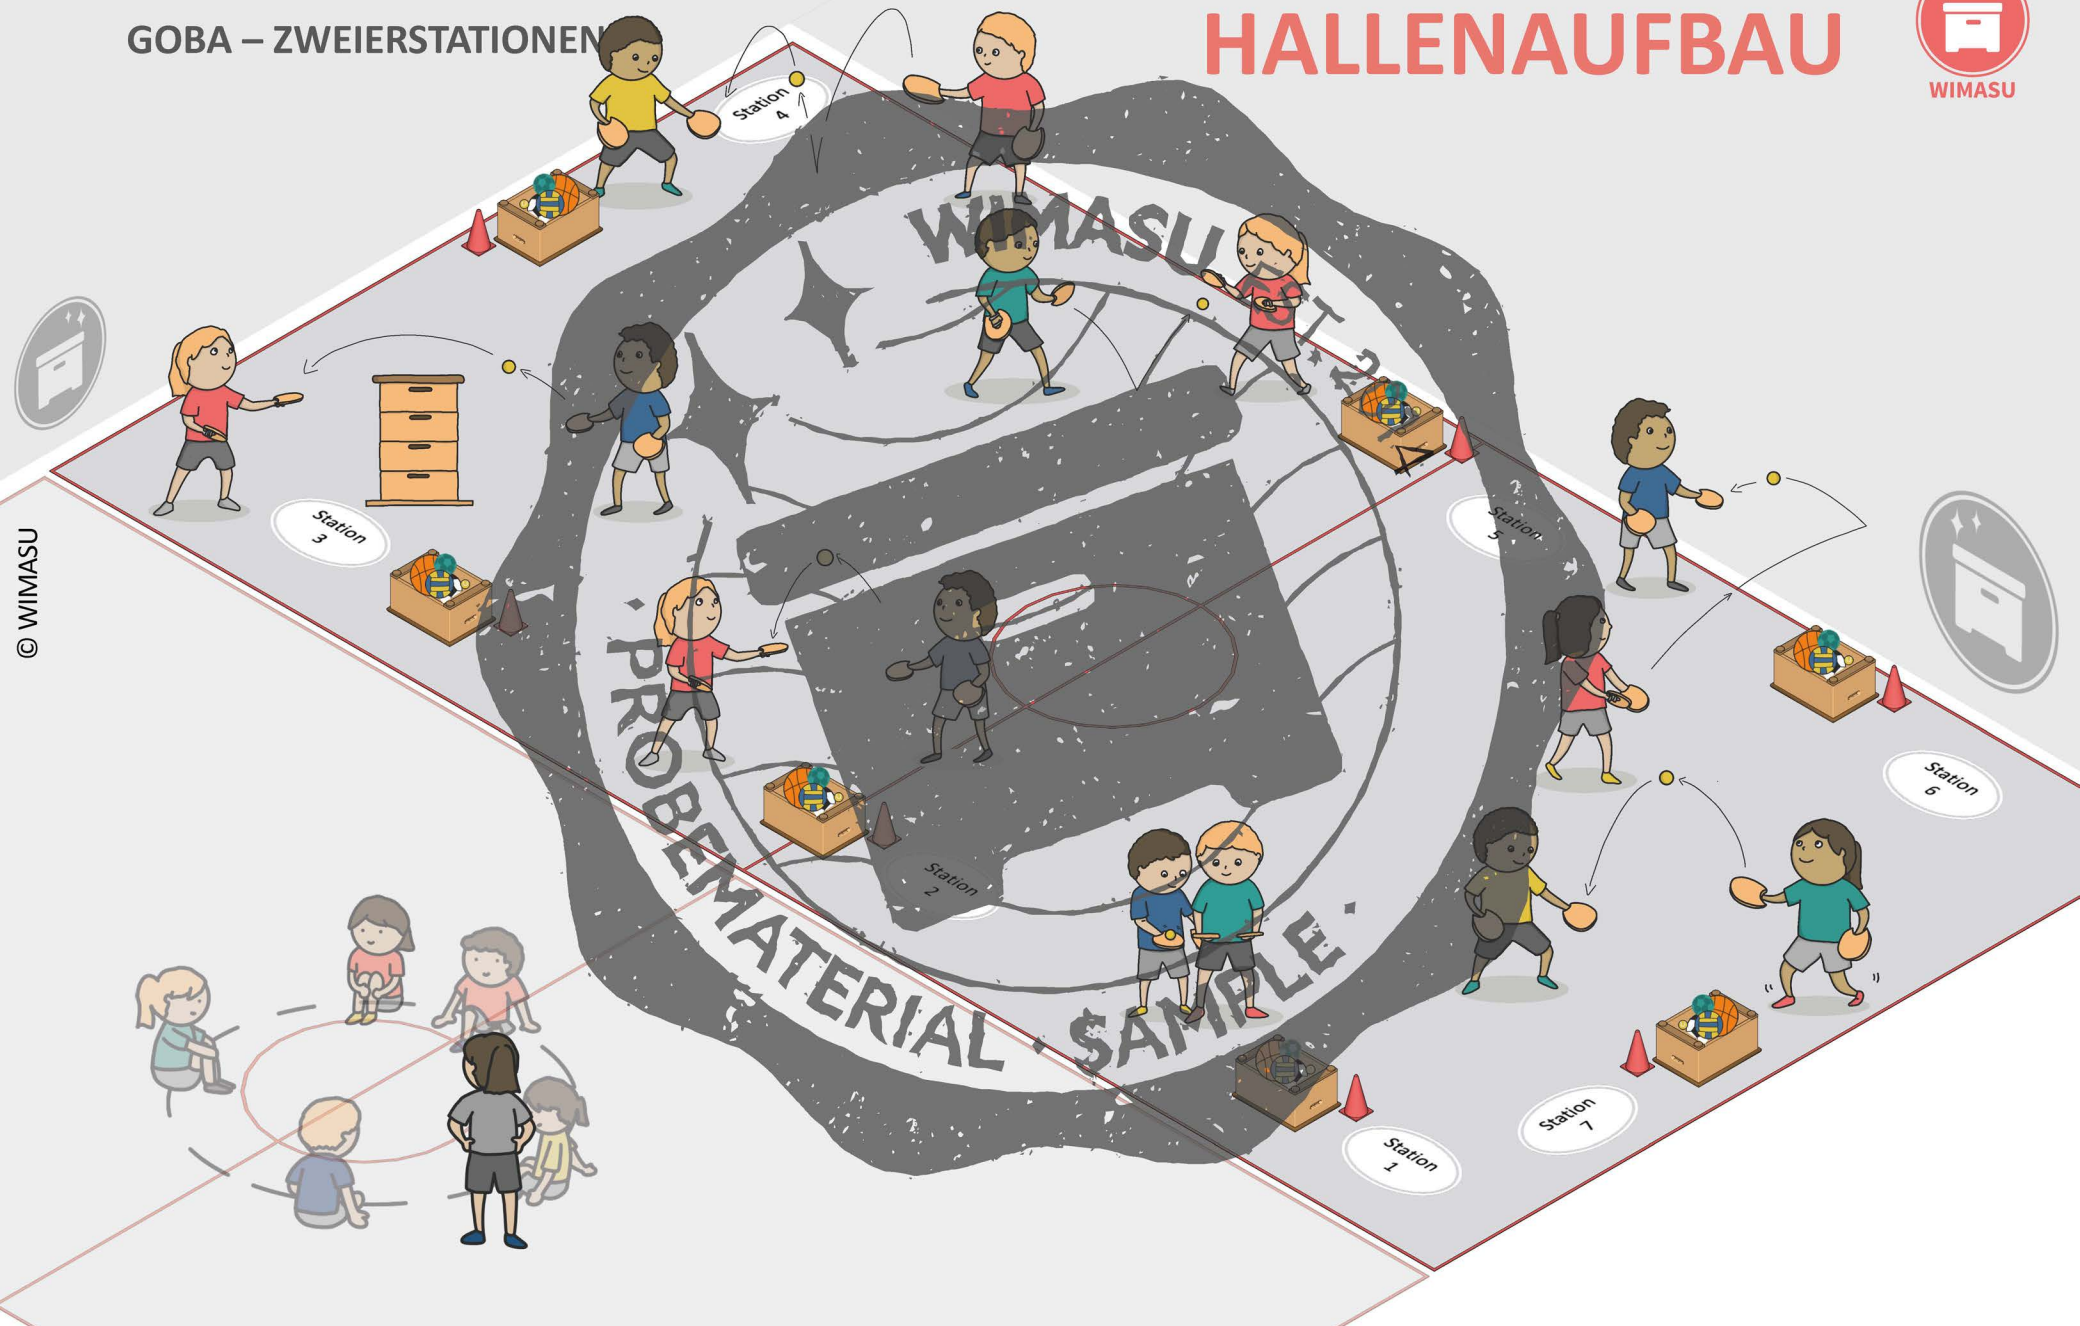 GOBA – ZWEIERSTATIONEN
HALLENAUFBAU
WIMASU
Station
4
WIMASU
Station
3
Station
5
© WIMASU
Station
6
Station
2
· PROBEMATERIAL · SAMPLE ·
Station
7
Station
1